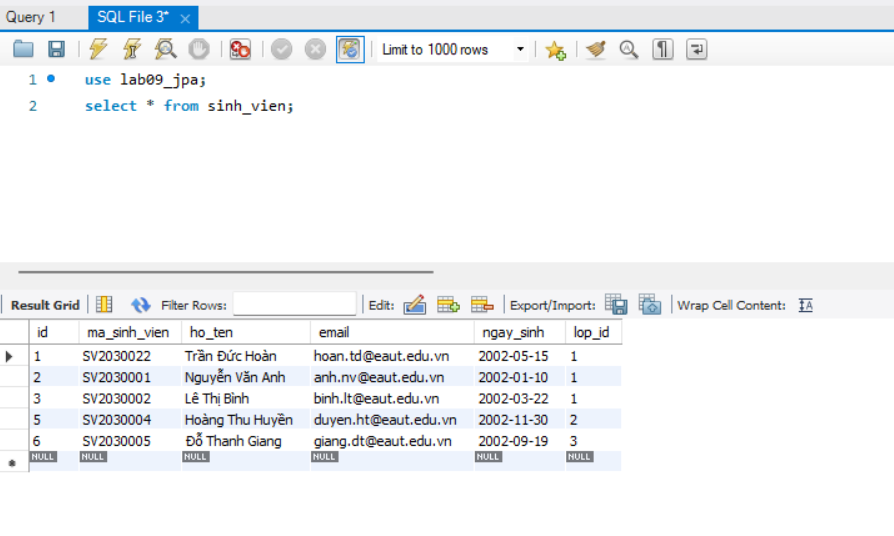 Query 1 SQL File 3* ×
Limit to 1000 rows
1 use lab09_jpa;
2 select * from sinh_vien;
Result Grid Filter Rows: Edit: Export/Import: Wrap Cell Content: IA
id ma_sinh_vien ho_ten email ngay_sinh lop_id
1 SV2030022 Trần Đức Hoàn hoan.td@eaut.edu.vn 2002-05-15 1
2 SV2030001 Nguyễn Văn Anh anh.nv@eaut.edu.vn 2002-01-10 1
3 SV2030002 Lê Thị Bình binh.lt@eaut.edu.vn 2002-03-22 1
5 SV2030004 Hoàng Thu Huyền duyen.ht@eaut.edu.vn 2002-11-30 2
6 SV2030005 Đỗ Thanh Giang giang.dt@eaut.edu.vn 2002-09-19 3
NULL NULL NULL NULL NULL NULL